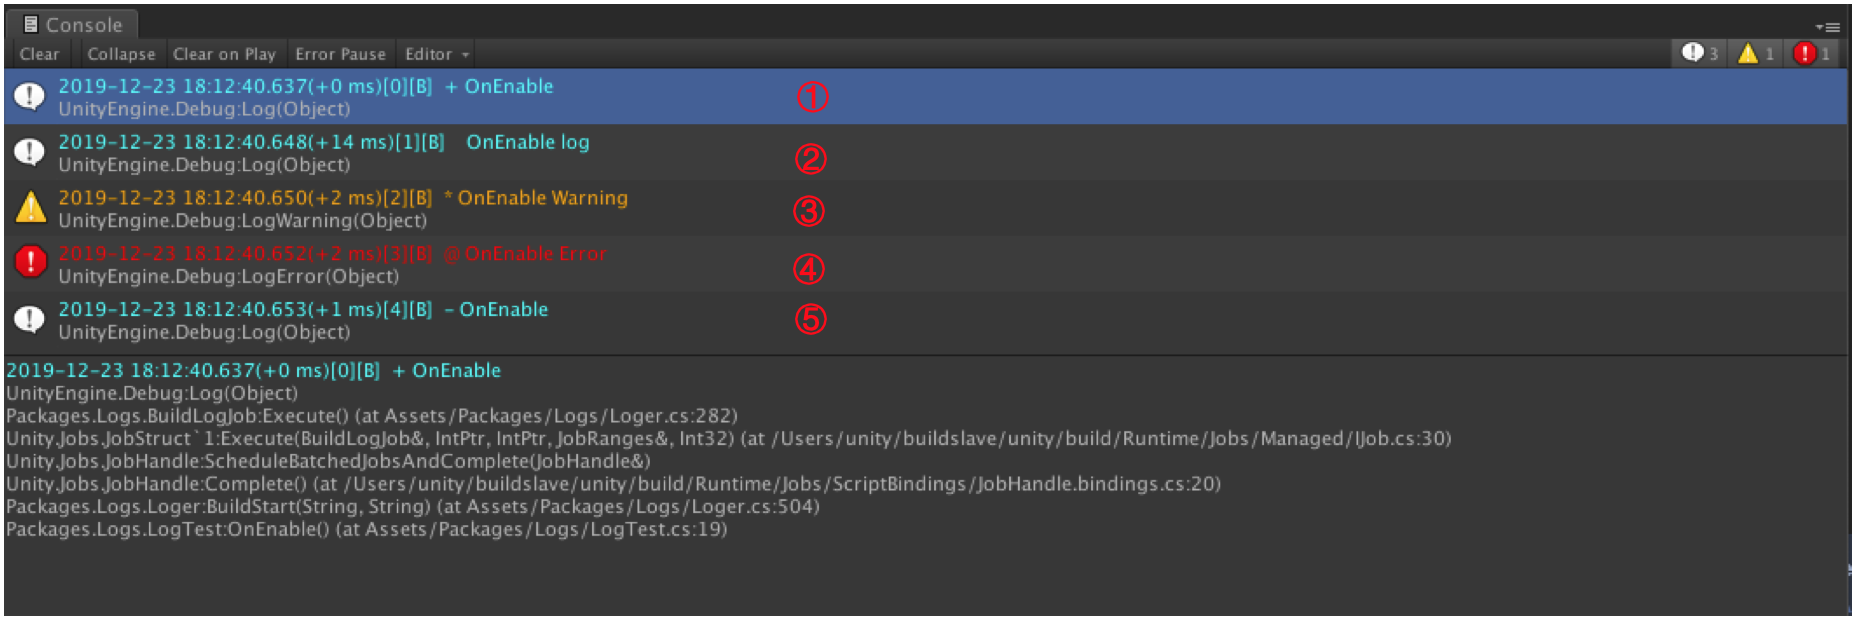 Console
Clear Collapse Clear on Play Error Pause Editor 3 1 1
2019-12-23 18:12:40.637(+0 ms)[0][B] + OnEnable
UnityEngine.Debug:Log(Object)
①
2019-12-23 18:12:40.648(+14 ms)[1][B] OnEnable log
UnityEngine.Debug:Log(Object)
②
2019-12-23 18:12:40.650(+2 ms)[2][B] * OnEnable Warning
UnityEngine.Debug:LogWarning(Object)
③
2019-12-23 18:12:40.652(+2 ms)[3][B] @ OnEnable Error
UnityEngine.Debug:LogError(Object)
④
2019-12-23 18:12:40.653(+1 ms)[4][B] - OnEnable
UnityEngine.Debug:Log(Object)
⑤
2019-12-23 18:12:40.637(+0 ms)[0][B] + OnEnable
UnityEngine.Debug:Log(Object)
Packages.Logs.BuildLogJob:Execute() (at Assets/Packages/Logs/Loger.cs:282)
Unity.Jobs.JobStruct`1:Execute(BuildLogJob&, IntPtr, IntPtr, JobRanges&, Int32) (at /Users/unity/buildslave/unity/build/Runtime/Jobs/Managed/IJob.cs:30)
Unity.Jobs.JobHandle:ScheduleBatchedJobsAndComplete(JobHandle&)
Unity.Jobs.JobHandle:Complete() (at /Users/unity/buildslave/unity/build/Runtime/Jobs/ScriptBindings/JobHandle.bindings.cs:20)
Packages.Logs.Loger:BuildStart(String, String) (at Assets/Packages/Logs/Loger.cs:504)
Packages.Logs.LogTest:OnEnable() (at Assets/Packages/Logs/LogTest.cs:19)